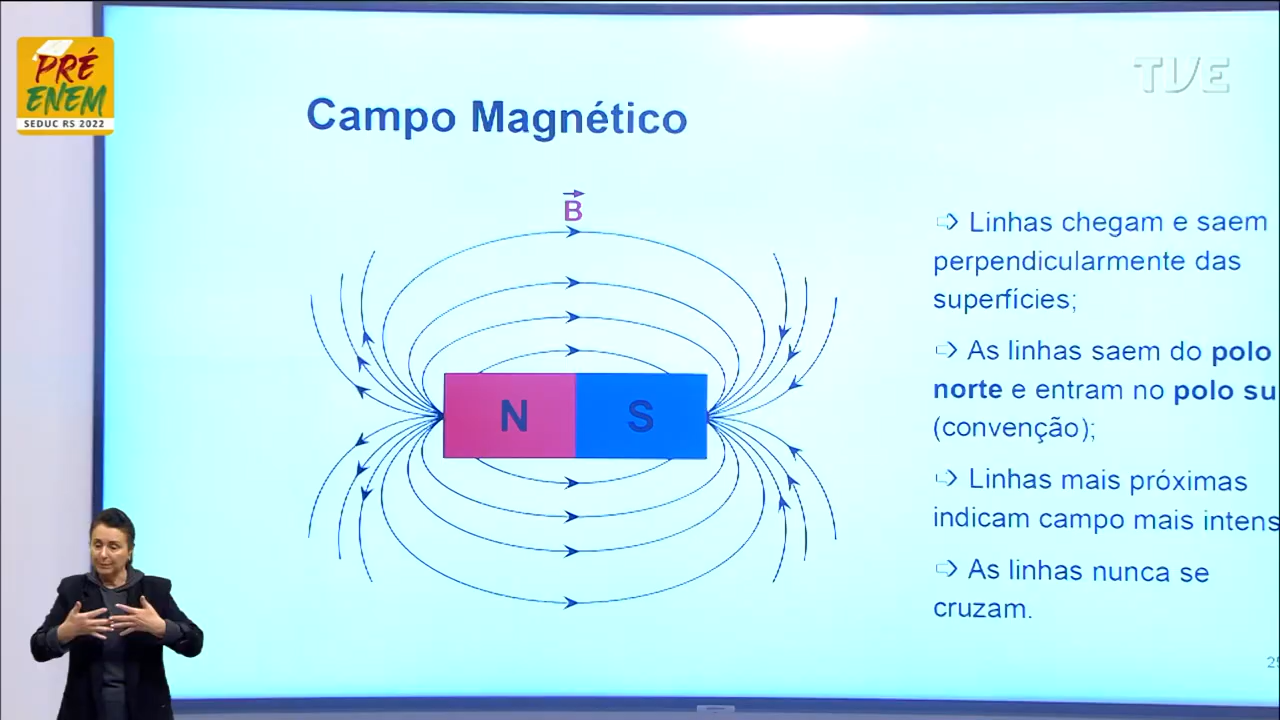 PRÉ
ENEM
SEDUC RS 2022
TVE
Campo Magnético
B
N
S
⇨ Linhas chegam e saem
perpendicularmente das
superfícies;
⇨ As linhas saem do polo
norte e entram no polo su
(convenção);
⇨ Linhas mais próximas
indicam campo mais intens
⇨ As linhas nunca se
cruzam.